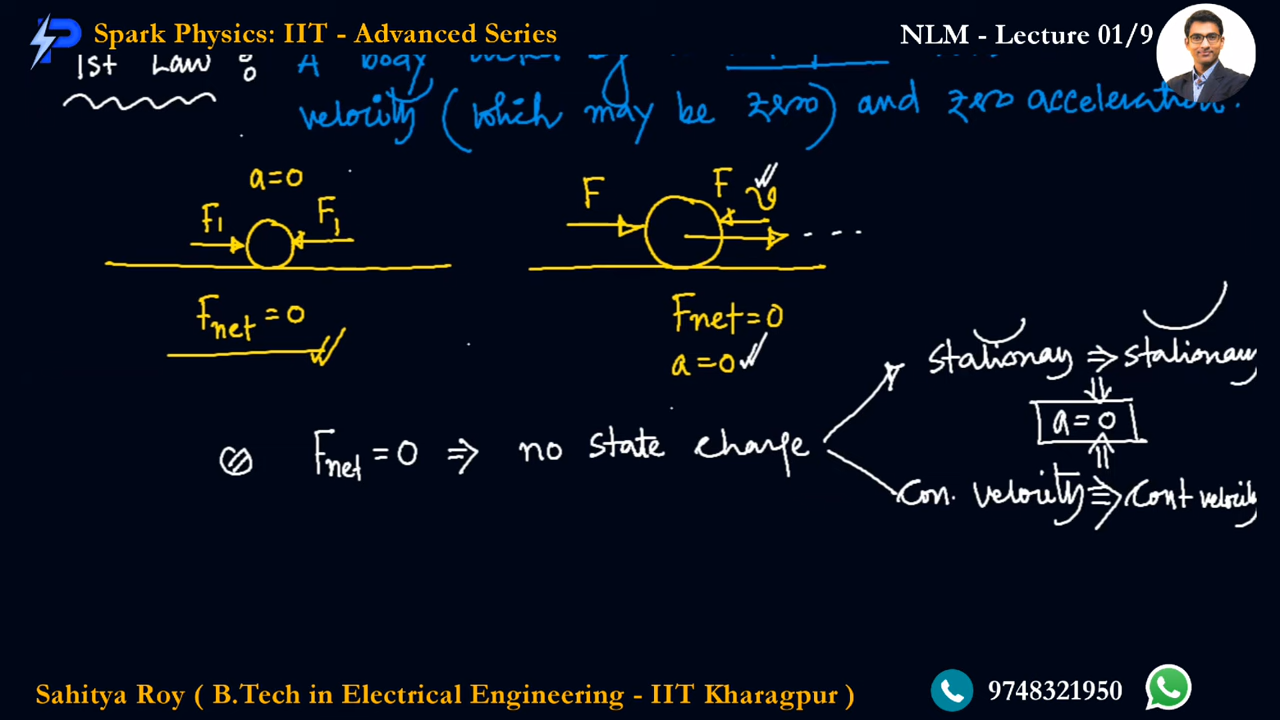 Spark Physics: IIT - Advanced Series
NLM - Lecture 01/9
1st Law :
A body
velocity (which may be zero) and zero acceleration.
a=0
F1 F1
Fnet = 0
F F v
Fnet=0
a=0
Fnet = 0 ⇒ no state change
stationary ⇒ stationary
a=0
Con. velocity ⇒ Cont velocity
Sahitya Roy ( B.Tech in Electrical Engineering - IIT Kharagpur )
9748321950